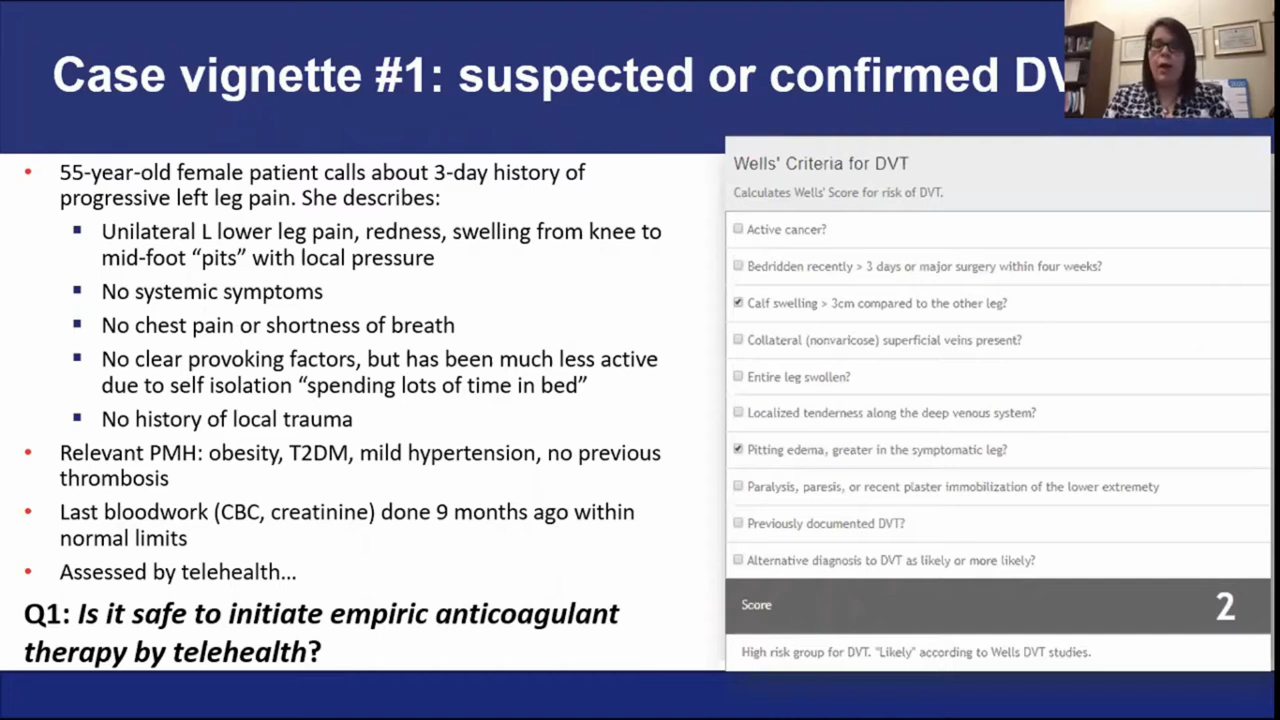 Case vignette #1: suspected or confirmed DV
55-year-old female patient calls about 3-day history of
progressive left leg pain. She describes:
Unilateral L lower leg pain, redness, swelling from knee to
mid-foot “pits” with local pressure
No systemic symptoms
No chest pain or shortness of breath
No clear provoking factors, but has been much less active
due to self isolation “spending lots of time in bed”
No history of local trauma
Relevant PMH: obesity, T2DM, mild hypertension, no previous
thrombosis
Last bloodwork (CBC, creatinine) done 9 months ago within
normal limits
Assessed by telehealth...
Q1: Is it safe to initiate empiric anticoagulant
therapy by telehealth?
Wells' Criteria for DVT
Calculates Wells' Score for risk of DVT.
Active cancer?
Bedridden recently > 3 days or major surgery within four weeks?
Calf swelling > 3cm compared to the other leg?
Collateral (nonvaricose) superficial veins present?
Entire leg swollen?
Localized tenderness along the deep venous system?
Pitting edema, greater in the symptomatic leg?
Paralysis, paresis, or recent plaster immobilization of the lower extremety
Previously documented DVT?
Alternative diagnosis to DVT as likely or more likely?
Score 2
High risk group for DVT. "Likely" according to Wells DVT studies.